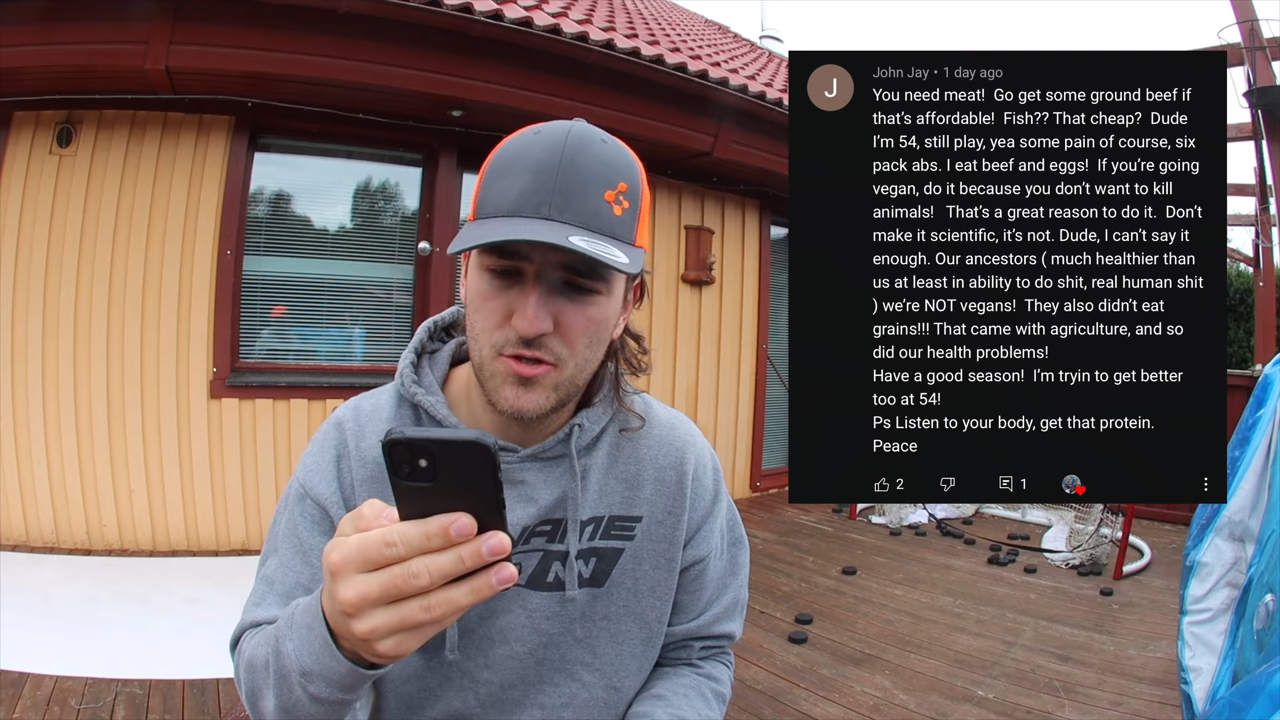 John Jay • 1 day ago
J
You need meat!  Go get some ground beef if
that’s affordable!  Fish?? That cheap?  Dude
I’m 54, still play, yea some pain of course, six
pack abs. I eat beef and eggs!  If you’re going
vegan, do it because you don’t want to kill
animals!   That’s a great reason to do it.  Don’t
make it scientific, it’s not. Dude, I can’t say it
enough. Our ancestors ( much healthier than
us at least in ability to do shit, real human shit
) we’re NOT vegans!  They also didn’t eat
grains!!! That came with agriculture, and so
did our health problems!
Have a good season!  I’m tryin to get better
too at 54!
Ps Listen to your body, get that protein.
Peace
2
1